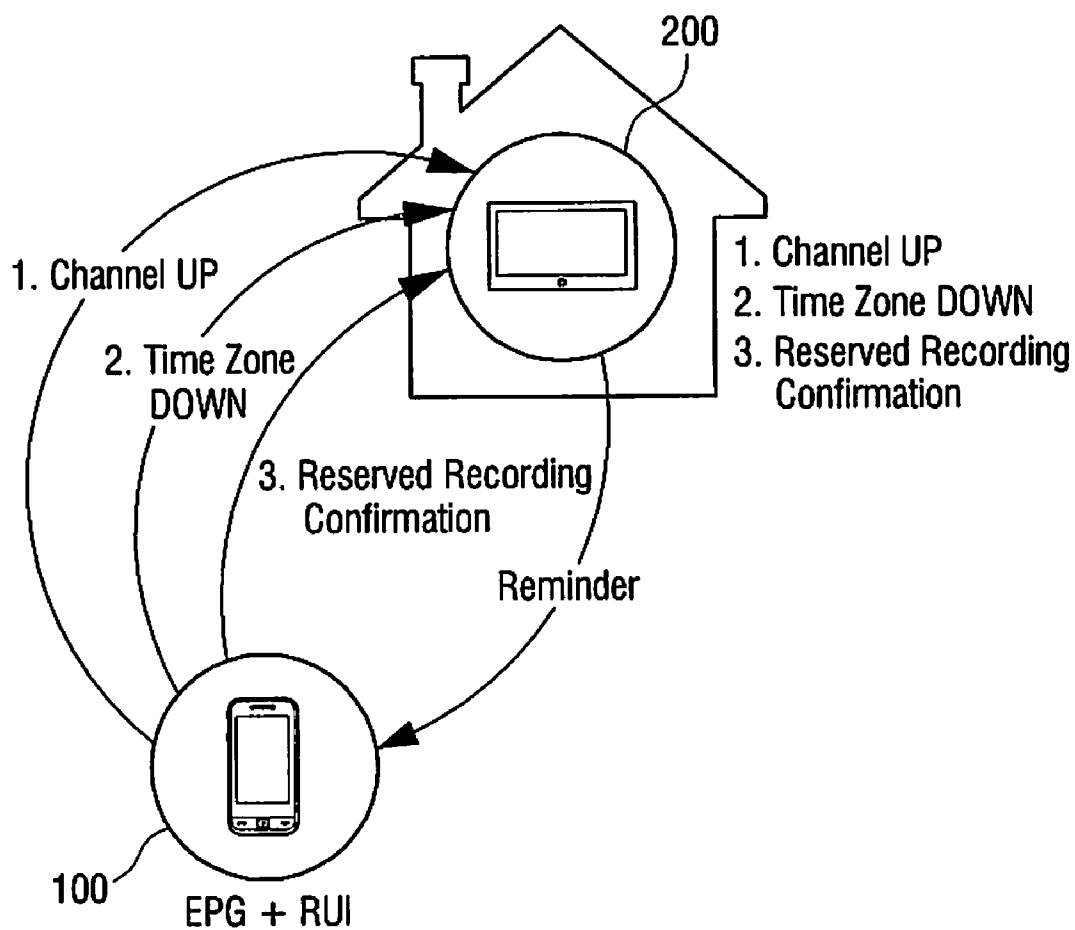 200
1. Channel UP
2. Time Zone
DOWN
3. Reserved Recording
Confirmation
1. Channel UP
2. Time Zone DOWN
3. Reserved Recording
Confirmation
Reminder
100
EPG + RUI